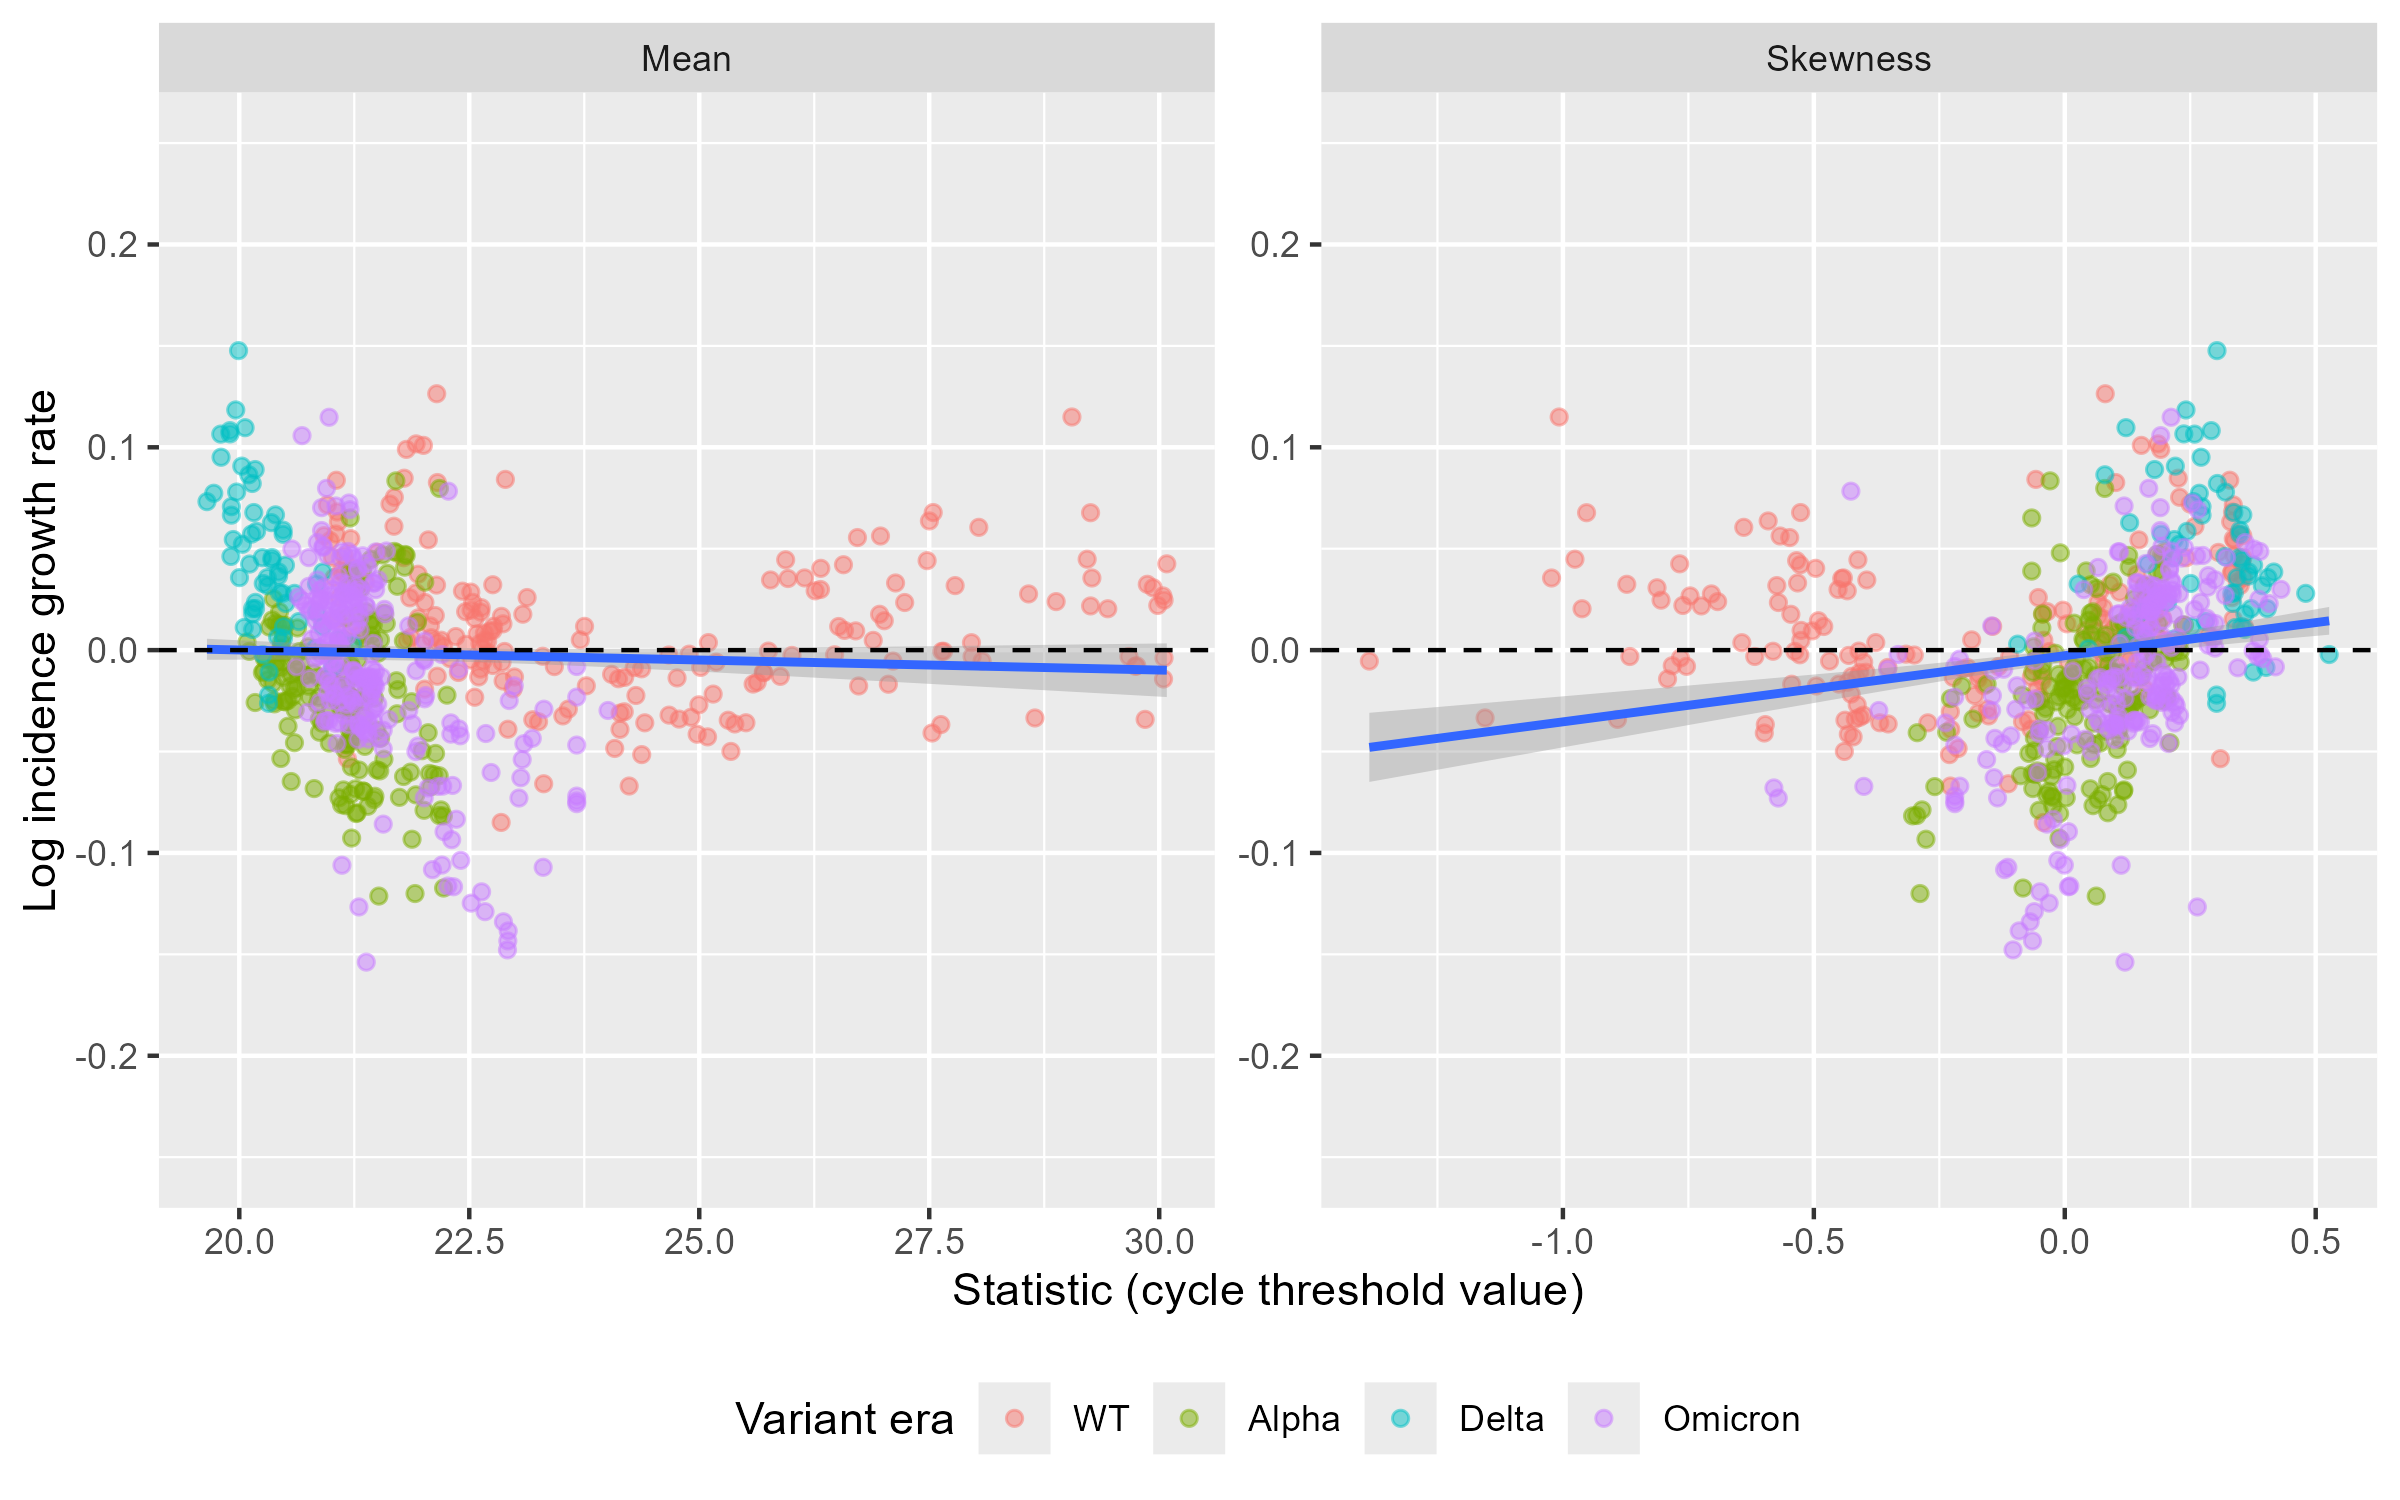 Mean Skewness
Log incidence growth rate
0.2
0.1
0.0
-0.1
-0.2
0.2
0.1
0.0
-0.1
-0.2
20.0 22.5 25.0 27.5 30.0
-1.0 -0.5 0.0 0.5
Statistic (cycle threshold value)
Variant era WT Alpha Delta Omicron